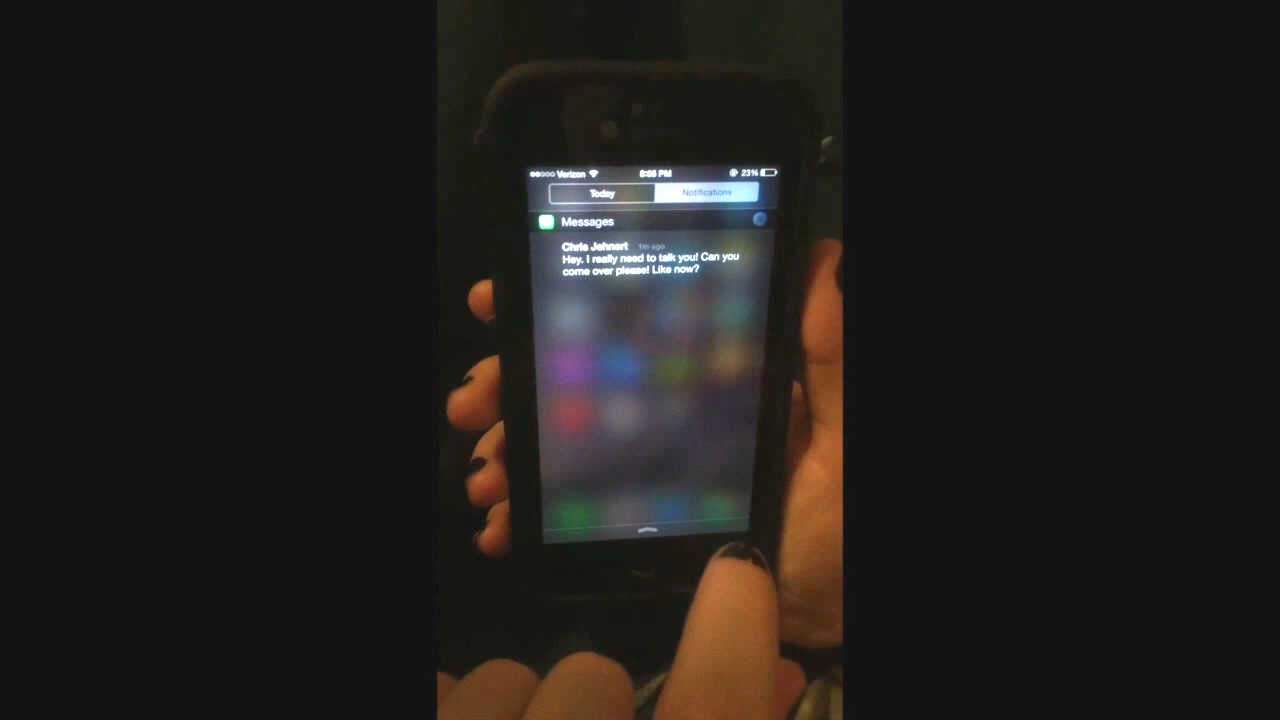 Verizon 8:05 PM 23%
Today Notifications
Messages
Chris Jehnert 1m ago
Hey. I really need to talk you! Can you
come over please! Like now?